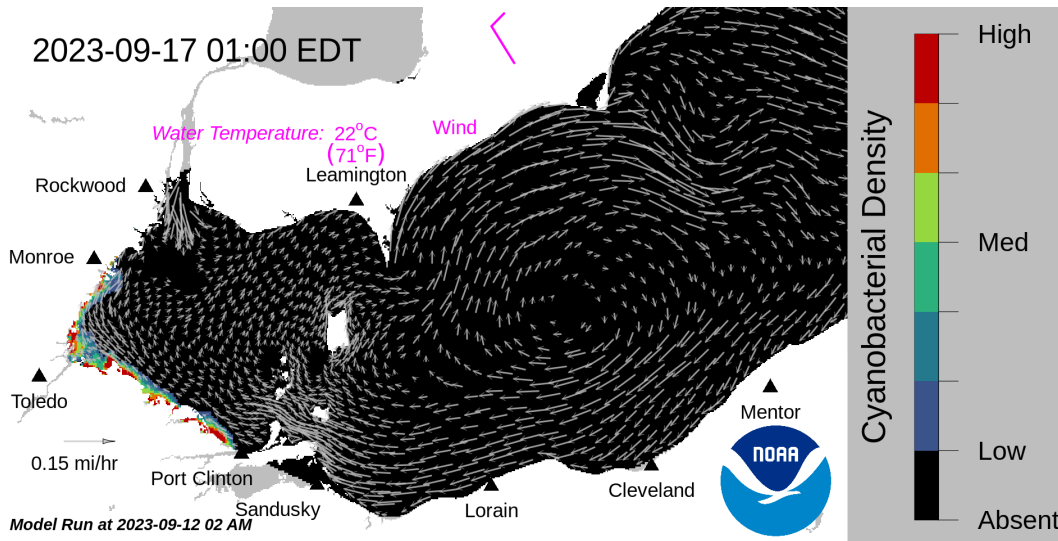 2023-09-17 01:00 EDT
Water Temperature: 22°C
(71°F)
Wind
Leamington
Rockwood
Monroe
Toledo
0.15 mi/hr
Port Clinton
Sandusky
Lorain
Cleveland
Mentor
NOAA
Model Run at 2023-09-12 02 AM
Cyanobacterial Density
High
Med
Low
Absent